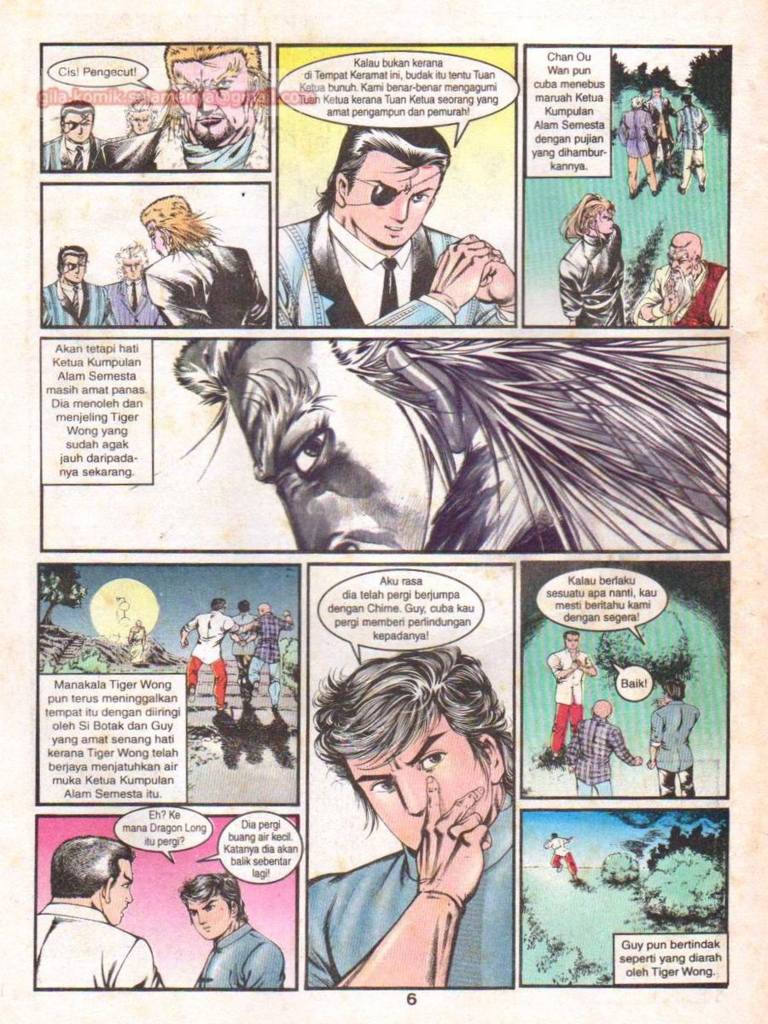 Cis! Pengecut!
gila.komik.selamanya@gmail.com
Kalau bukan kerana
di Tempat Keramat ini, budak itu tentu Tuan
Ketua bunuh. Kami benar-benar mengagumi
Tuan Ketua kerana Tuan Ketua seorang yang
amat pengampun dan pemurah!
Chan Ou
Wan pun
cuba menebus
maruah Ketua
Kumpulan
Alam Semesta
dengan pujian
yang dihambur-
kannya.
Akan tetapi hati
Ketua Kumpulan
Alam Semesta
masih amat panas.
Dia menoleh dan
menjeling Tiger
Wong yang
sudah agak
jauh daripada-
nya sekarang.
Manakala Tiger Wong
pun terus meninggalkan
tempat itu dengan diiringi
oleh Si Botak dan Guy
yang amat senang hati
kerana Tiger Wong telah
berjaya menjatuhkan air
muka Ketua Kumpulan
Alam Semesta itu.
Eh? Ke
mana Dragon Long
itu pergi?
Dia pergi
buang air kecil.
Katanya dia akan
balik sebentar
lagi!
Aku rasa
dia telah pergi berjumpa
dengan Chime. Guy, cuba kau
pergi memberi perlindungan
kepadanya!
Kalau berlaku
sesuatu apa nanti, kau
mesti beritahu kami
dengan segera!
Baik!
Guy pun bertindak
seperti yang diarah
oleh Tiger Wong.
6